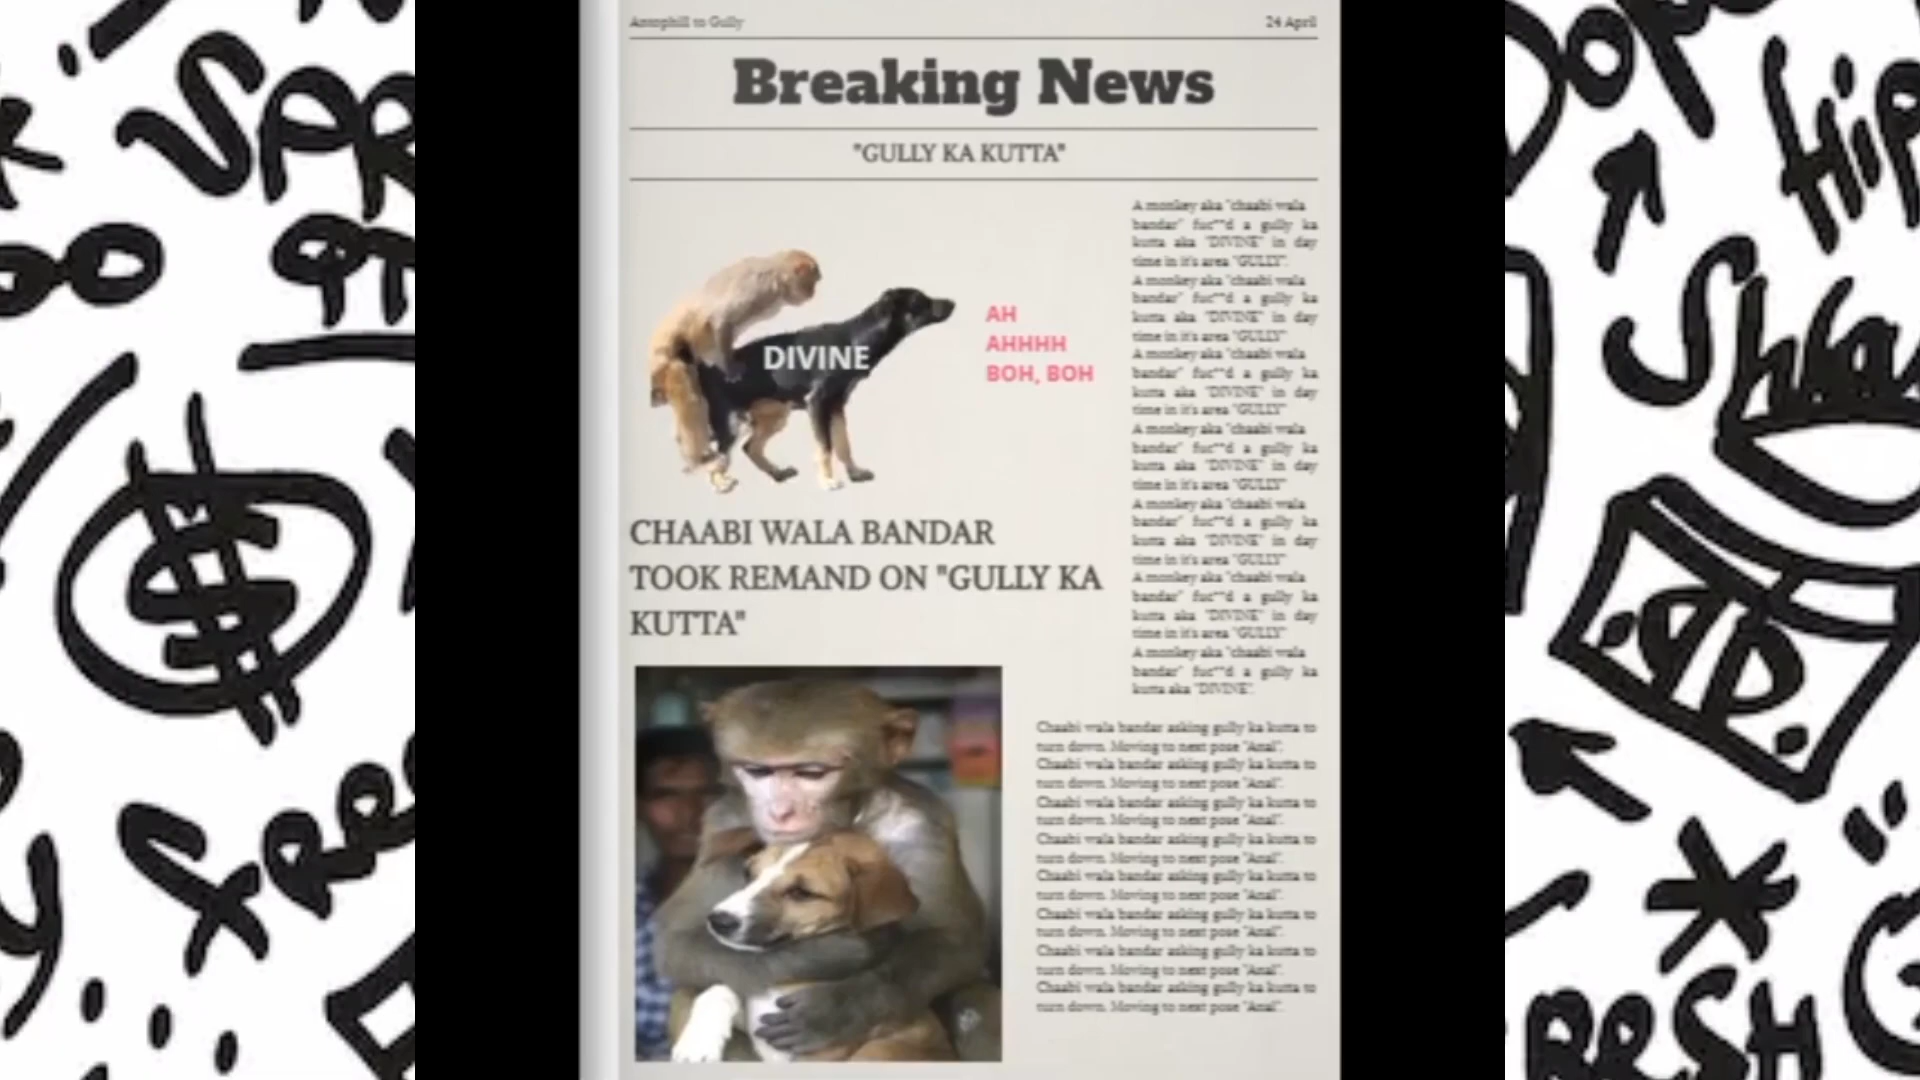 Antophill to Gully
24 April
Breaking News
"GULLY KA KUTTA"
DIVINE
AH
AHHHH
BOH, BOH
CHAABI WALA BANDAR
TOOK REMAND ON "GULLY KA
KUTTA"
A monkey aka "chaabi wala
bandar" fuc**d a gully ka
kutta aka "DIVINE" in day
time in it's area "GULLY".
A monkey aka "chaabi wala
bandar" fuc**d a gully ka
kutta aka "DIVINE" in day
time in it's area "GULLY"
A monkey aka "chaabi wala
bandar" fuc**d a gully ka
kutta aka "DIVINE" in day
time in it's area "GULLY"
A monkey aka "chaabi wala
bandar" fuc**d a gully ka
kutta aka "DIVINE" in day
time in it's area "GULLY"
A monkey aka "chaabi wala
bandar" fuc**d a gully ka
kutta aka "DIVINE" in day
time in it's area "GULLY"
A monkey aka "chaabi wala
bandar" fuc**d a gully ka
kutta aka "DIVINE" in day
time in it's area "GULLY"
A monkey aka "chaabi wala
bandar" fuc**d a gully ka
kutta aka "DIVINE".
Chaabi wala bandar asking gully ka kutta to
turn down. Moving to next pose "Anal".
Chaabi wala bandar asking gully ka kutta to
turn down. Moving to next pose "Anal".
Chaabi wala bandar asking gully ka kutta to
turn down. Moving to next pose "Anal".
Chaabi wala bandar asking gully ka kutta to
turn down. Moving to next pose "Anal".
Chaabi wala bandar asking gully ka kutta to
turn down. Moving to next pose "Anal".
Chaabi wala bandar asking gully ka kutta to
turn down. Moving to next pose "Anal".
Chaabi wala bandar asking gully ka kutta to
turn down. Moving to next pose "Anal".
Chaabi wala bandar asking gully ka kutta to
turn down. Moving to next pose "Anal".